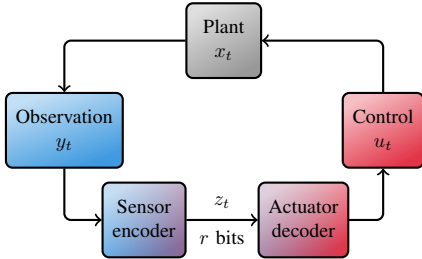 Plant
x_t
Observation
y_t
Control
u_t
Sensor
encoder
z_t
r bits
Actuator
decoder